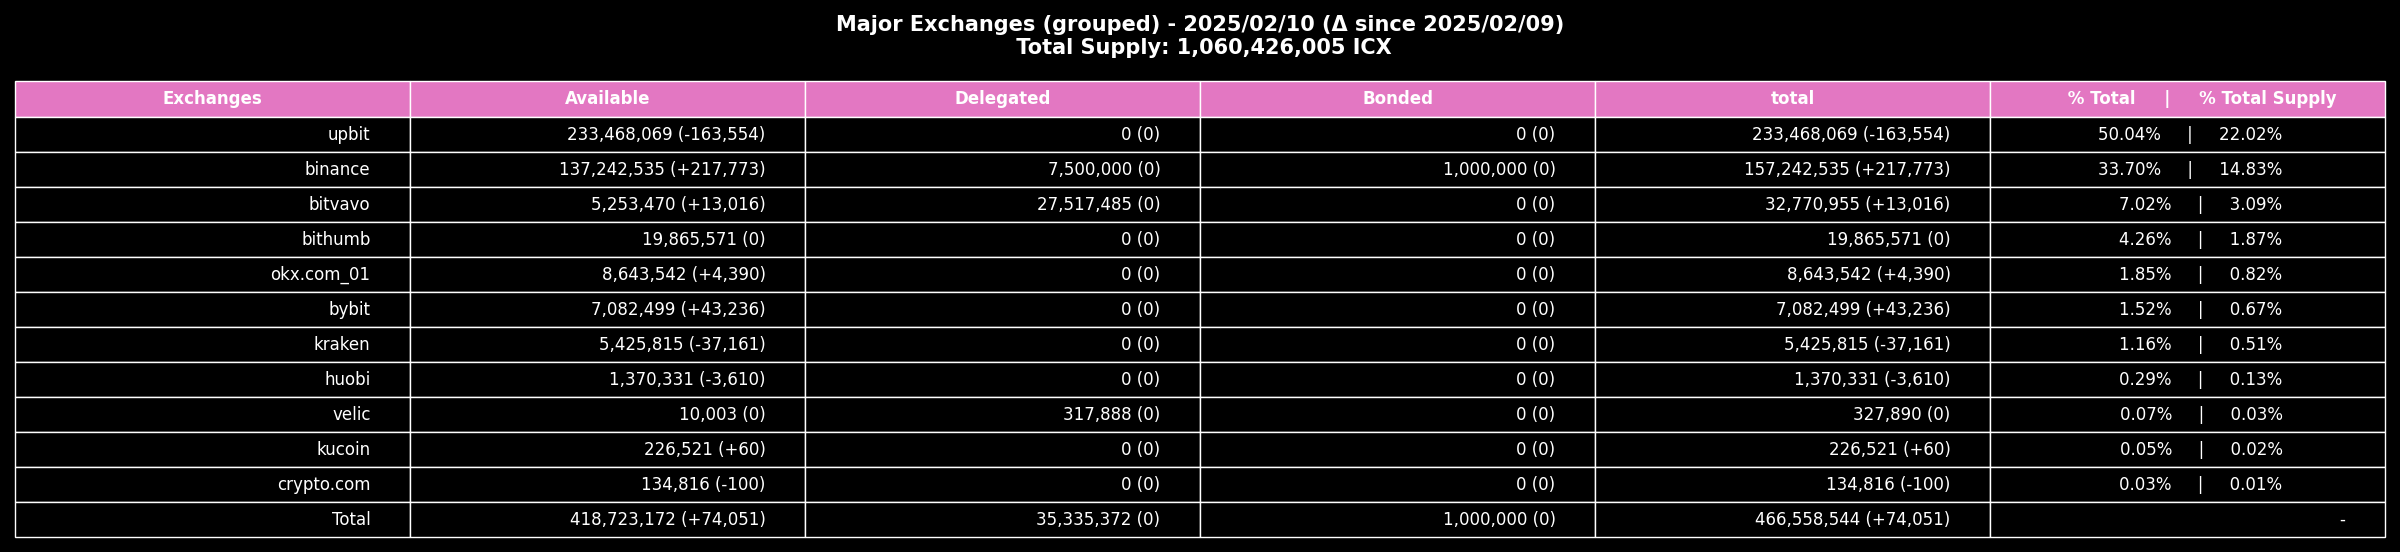 Major Exchanges (grouped) - 2025/02/10 (Δ since 2025/02/09)
Total Supply: 1,060,426,005 ICX
Exchanges Available Delegated Bonded total % Total | % Total Supply
upbit 233,468,069 (-163,554) 0 (0) 0 (0) 233,468,069 (-163,554) 50.04% | 22.02%
binance 137,242,535 (+217,773) 7,500,000 (0) 1,000,000 (0) 157,242,535 (+217,773) 33.70% | 14.83%
bitvavo 5,253,470 (+13,016) 27,517,485 (0) 0 (0) 32,770,955 (+13,016) 7.02% | 3.09%
bithumb 19,865,571 (0) 0 (0) 0 (0) 19,865,571 (0) 4.26% | 1.87%
okx.com_01 8,643,542 (+4,390) 0 (0) 0 (0) 8,643,542 (+4,390) 1.85% | 0.82%
bybit 7,082,499 (+43,236) 0 (0) 0 (0) 7,082,499 (+43,236) 1.52% | 0.67%
kraken 5,425,815 (-37,161) 0 (0) 0 (0) 5,425,815 (-37,161) 1.16% | 0.51%
huobi 1,370,331 (-3,610) 0 (0) 0 (0) 1,370,331 (-3,610) 0.29% | 0.13%
velic 10,003 (0) 317,888 (0) 0 (0) 327,890 (0) 0.07% | 0.03%
kucoin 226,521 (+60) 0 (0) 0 (0) 226,521 (+60) 0.05% | 0.02%
crypto.com 134,816 (-100) 0 (0) 0 (0) 134,816 (-100) 0.03% | 0.01%
Total 418,723,172 (+74,051) 35,335,372 (0) 1,000,000 (0) 466,558,544 (+74,051) -